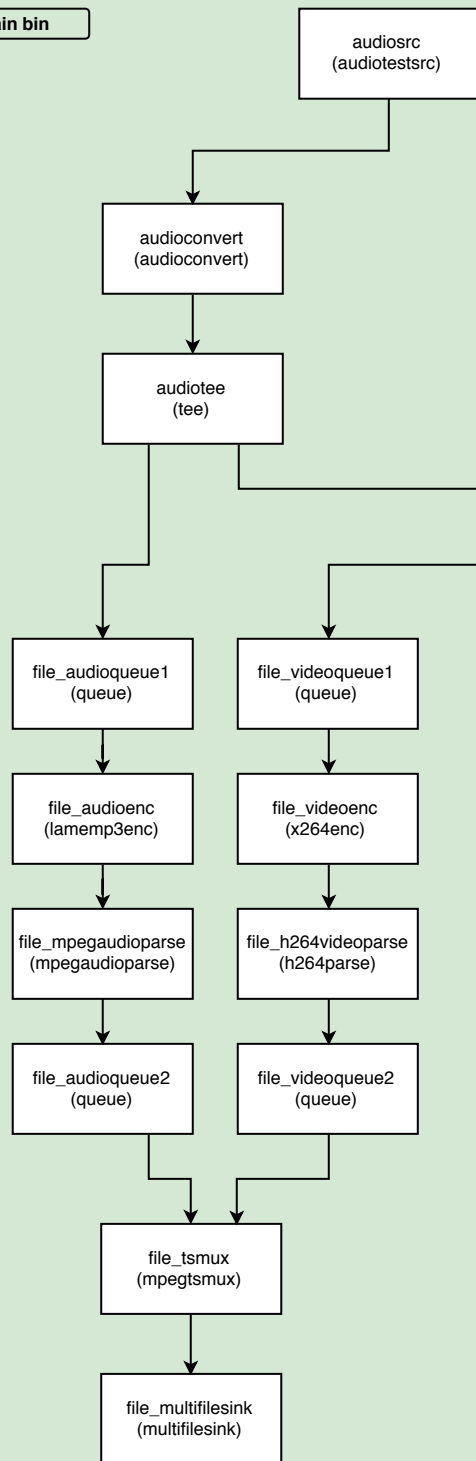 bin
audiosrc
(audiotestsrc)
audioconvert
(audioconvert)
audiotee
(tee)
file_audioqueue1
(queue)
file_videoqueue1
(queue)
file_audioenc
(lamemp3enc)
file_videoenc
(x264enc)
file_mpegaudioparse
(mpegaudioparse)
file_h264videoparse
(h264parse)
file_audioqueue2
(queue)
file_videoqueue2
(queue)
file_tsmux
(mpegtsmux)
file_multifilesink
(multifilesink)